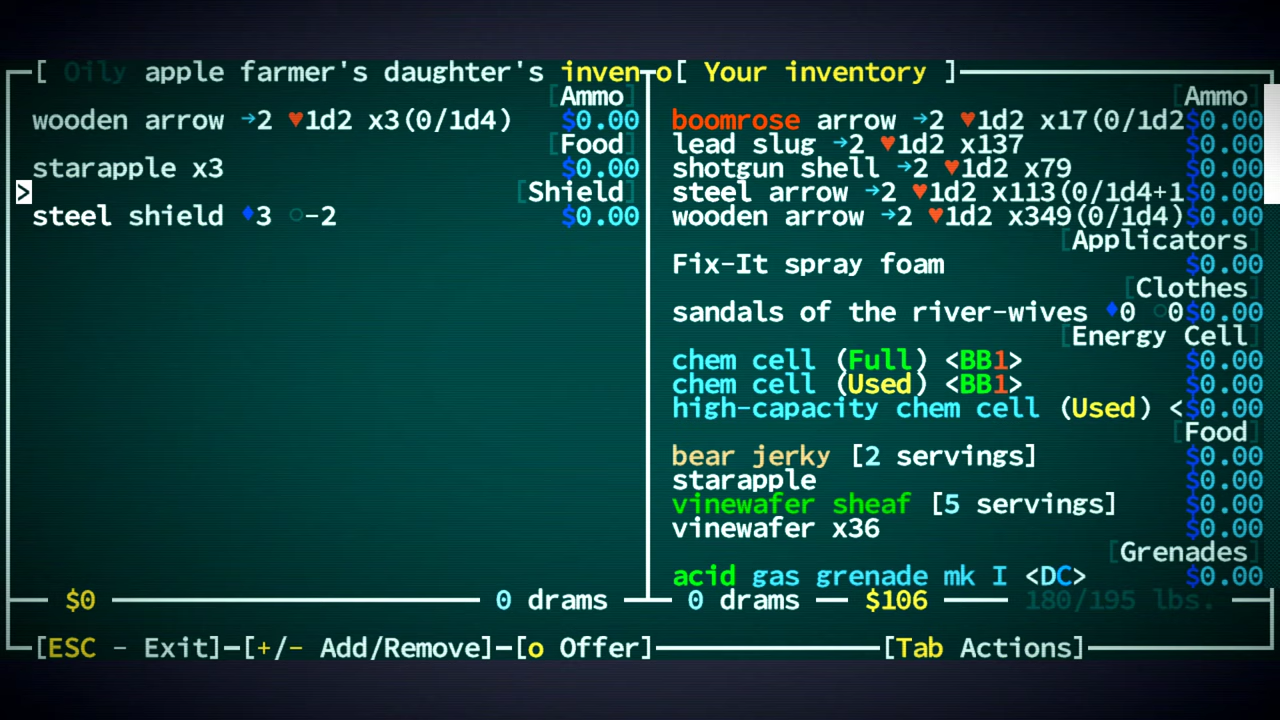 [ Oily apple farmer's daughter's inven
[Ammo]
wooden arrow →2 ♥1d2 x3(0/1d4) $0.00
[Food]
starapple x3 $0.00
> [Shield]
steel shield ♦3 ○-2 $0.00
$0 0 drams
o[ Your inventory ]
[Ammo]
boomrose arrow →2 ♥1d2 x17(0/1d2$0.00
lead slug →2 ♥1d2 x137 $0.00
shotgun shell →2 ♥1d2 x79 $0.00
steel arrow →2 ♥1d2 x113(0/1d4+1$0.00
wooden arrow →2 ♥1d2 x349(0/1d4)$0.00
[Applicators]
Fix-It spray foam $0.00
[Clothes]
sandals of the river-wives ♦0 ○0$0.00
[Energy Cell]
chem cell (Full) <BB1> $0.00
chem cell (Used) <BB1> $0.00
high-capacity chem cell (Used) <$0.00
[Food]
bear jerky [2 servings] $0.00
starapple $0.00
vinewafer sheaf [5 servings] $0.00
vinewafer x36 $0.00
[Grenades]
acid gas grenade mk I <DC> $0.00
0 drams $106 180/195 lbs.
[ESC - Exit] [+/- Add/Remove] [o Offer] [Tab Actions]